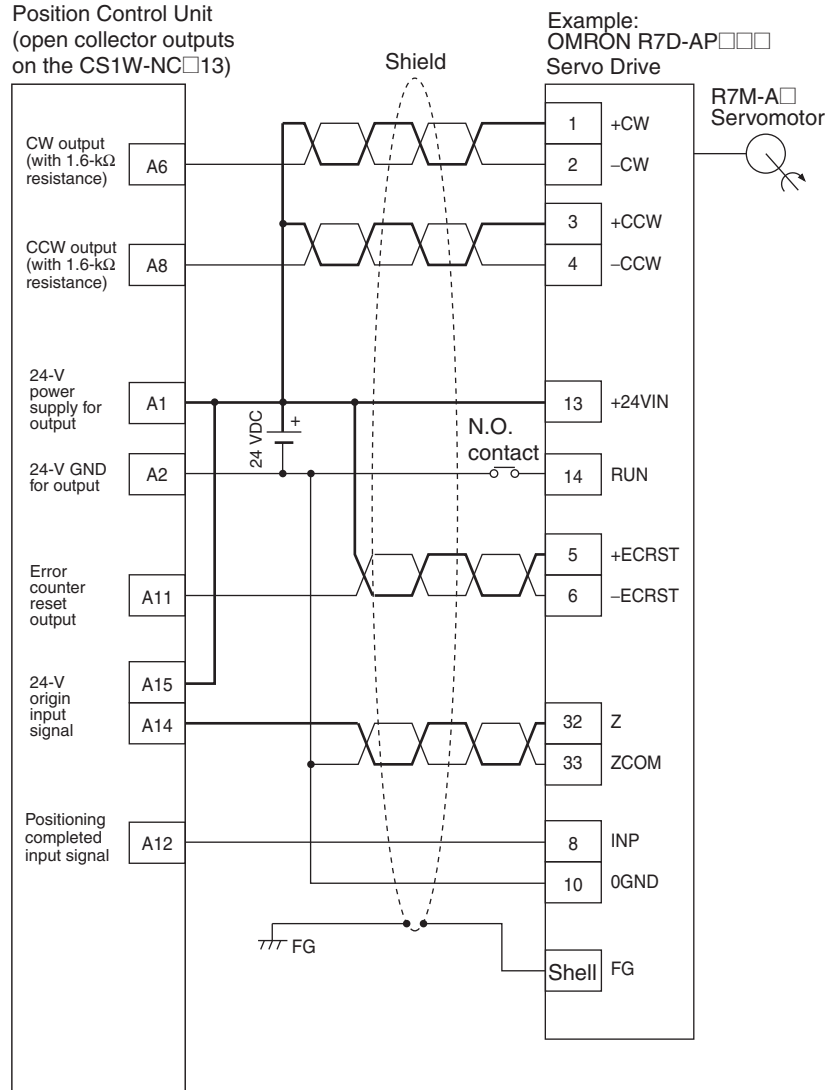 Position Control Unit
(open collector outputs
on the CS1W-NC□13)
Example:
OMRON R7D-AP□□□
Servo Drive
Shield
R7M-A□
Servomotor
CW output
(with 1.6-kΩ
resistance)
A6
1
+CW
2
−CW
CCW output
(with 1.6-kΩ
resistance)
A8
3
+CCW
4
−CCW
24-V
power
supply for
output
A1
24 VDC
+
N.O.
contact
13
+24VIN
24-V GND
for output
A2
14
RUN
Error
counter
reset
output
A11
5
+ECRST
6
−ECRST
24-V
origin
input
signal
A15
A14
32
Z
33
ZCOM
Positioning
completed
input signal
A12
8
INP
10
0GND
FG
Shell
FG